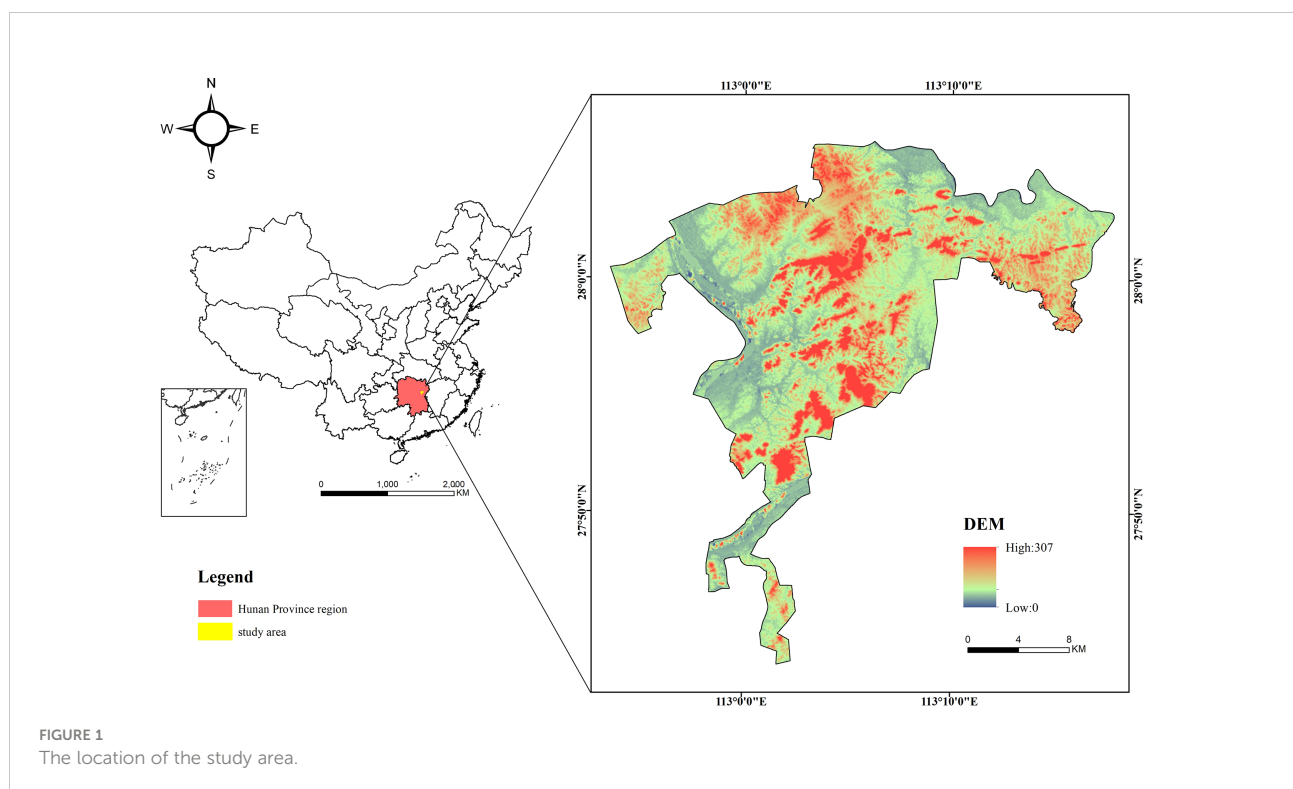 N
W E
S
0 1,000 2,000
KM
Legend
Hunan Province region
study area
113°0'0"E 113°10'0"E
28°0'0"N
28°0'0"N
27°50'0"N
27°50'0"N
DEM
High:307
Low:0
0 4 8
KM
113°0'0"E 113°10'0"E
FIGURE 1
The location of the study area.